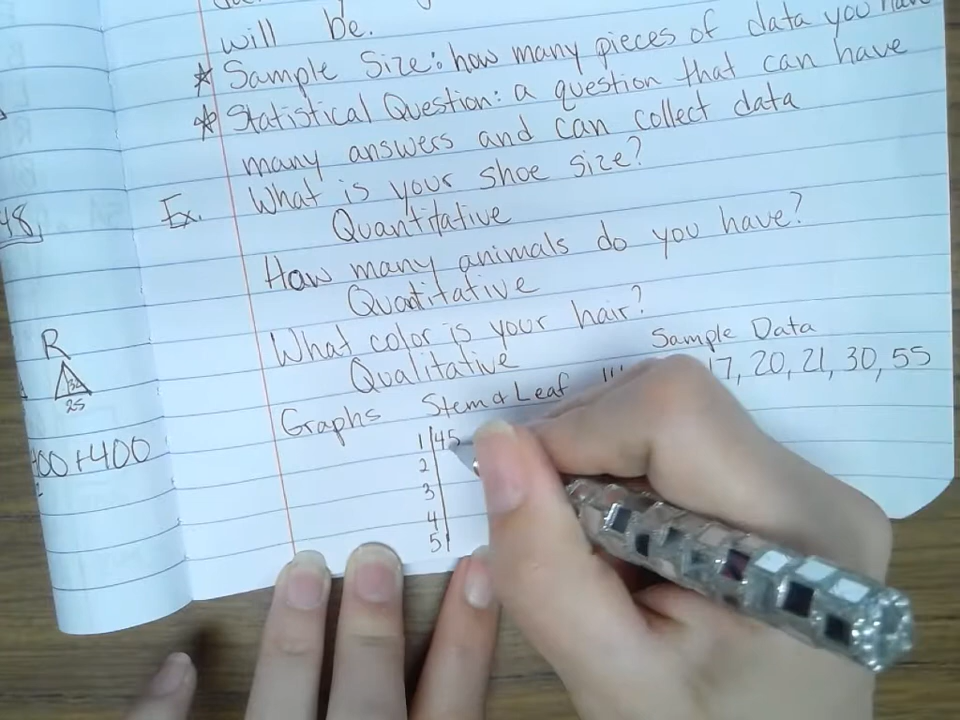 will be.
* Sample Size: how many pieces of data you have
* Statistical Question: a question that can have
many answers and can collect data
Ex. What is your shoe size?
Quantitative
How many animals do you have?
Quantitative
What color is your hair?
Qualitative
Sample Data
17, 20, 21, 30, 55
Graphs Stem & Leaf
1|45
2
3
4
5
48
R
25
00+400